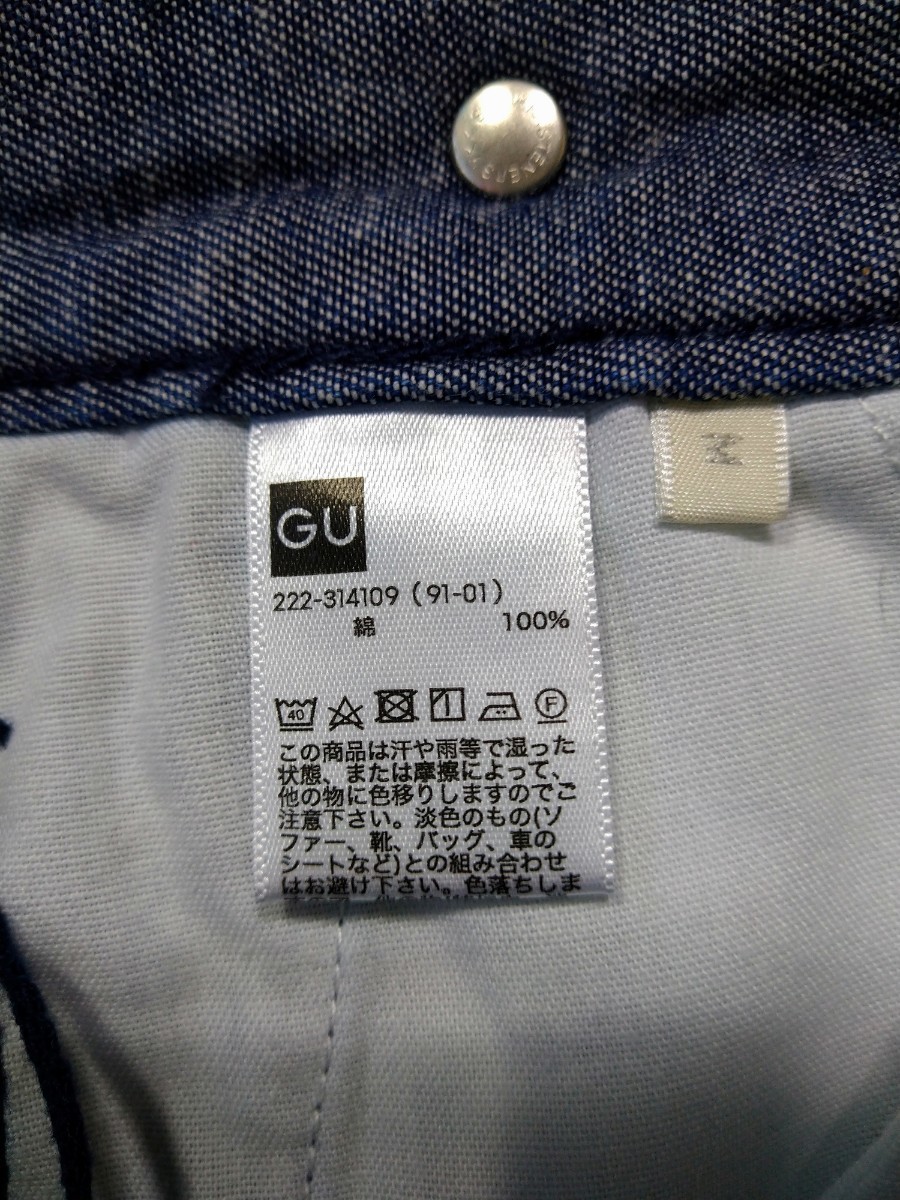 GU
M
222-314109 (91-01)
綿 100%
40
F
この商品は汗や雨等で湿った
状態、または摩擦によって、
他の物に色移りしますのでご
注意下さい。淡色のもの(ソ
ファー、靴、バッグ、車の
シートなど)との組み合わせ
はお避け下さい。色落ちしま